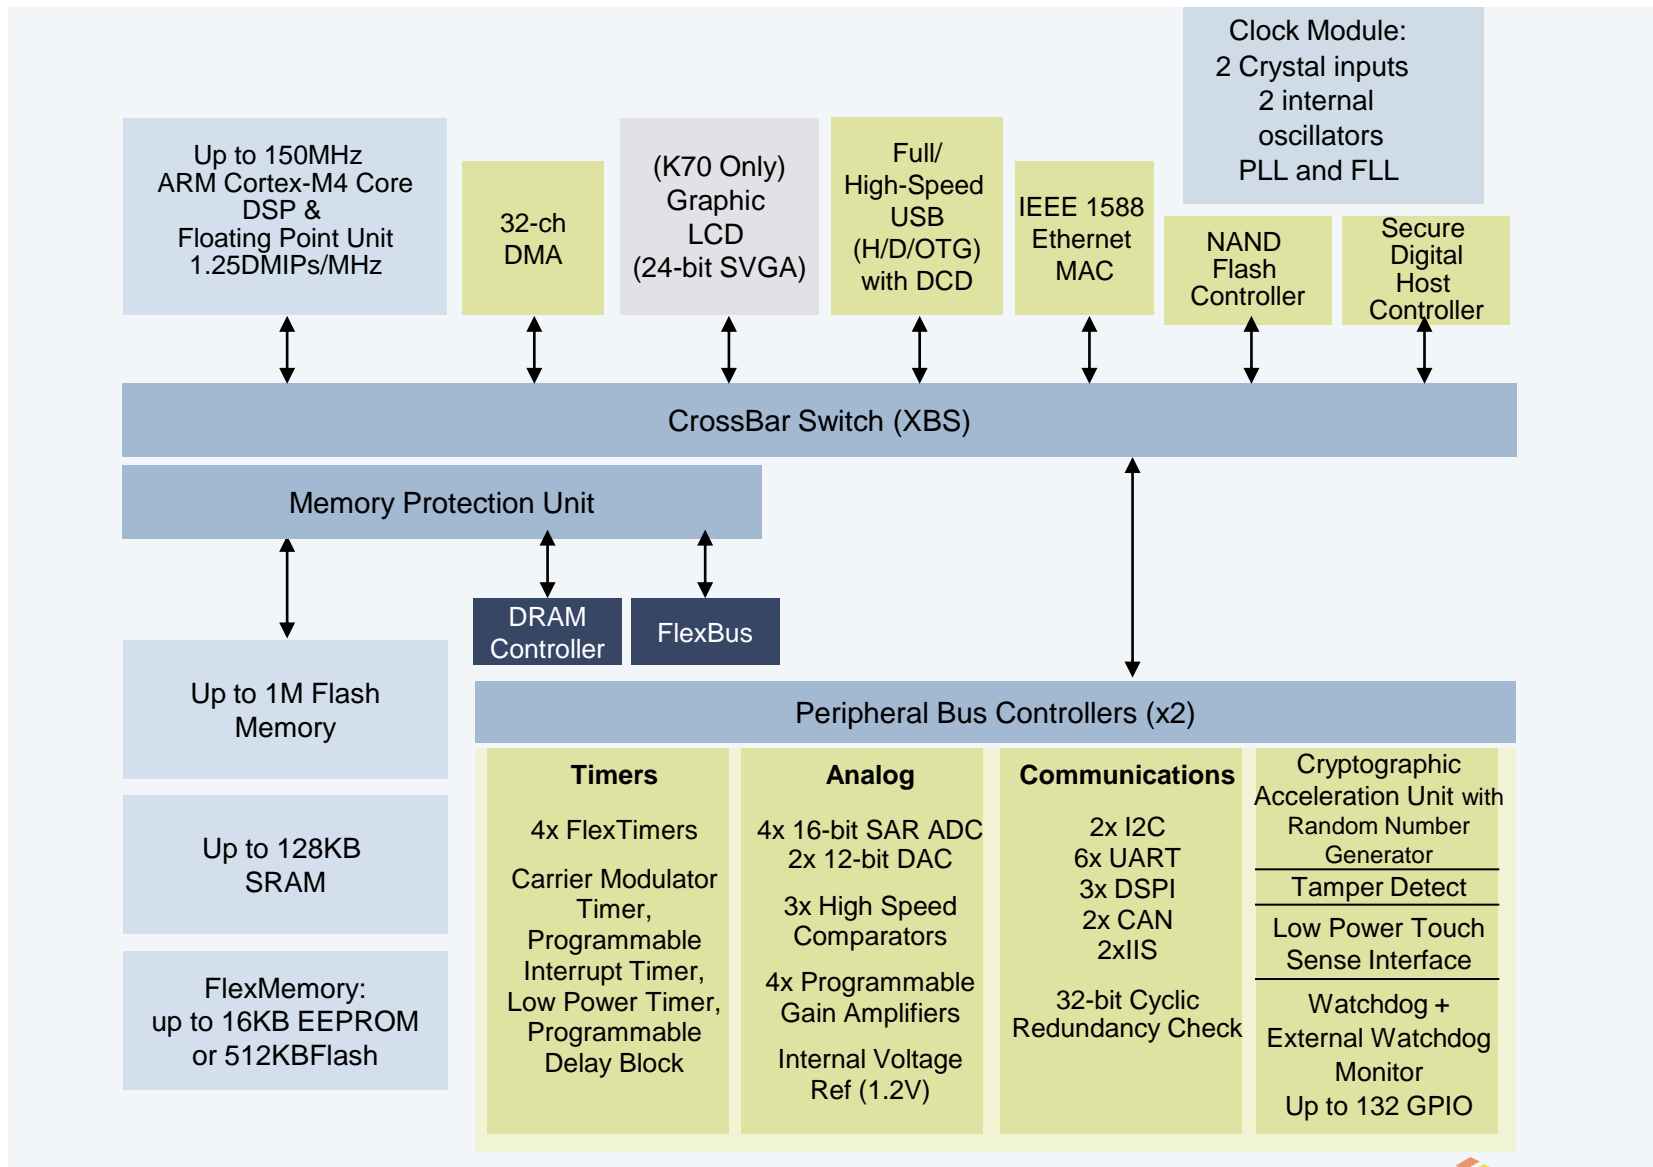 Clock Module:
2 Crystal inputs
2 internal
oscillators
PLL and FLL
Up to 150MHz
ARM Cortex-M4 Core
DSP &
Floating Point Unit
1.25DMIPs/MHz
32-ch
DMA
(K70 Only)
Graphic
LCD
(24-bit SVGA)
Full/
High-Speed
USB
(H/D/OTG)
with DCD
IEEE 1588
Ethernet
MAC
NAND
Flash
Controller
Secure
Digital
Host
Controller
CrossBar Switch (XBS)
Memory Protection Unit
DRAM
Controller
FlexBus
Up to 1M Flash
Memory
Up to 128KB
SRAM
FlexMemory:
up to 16KB EEPROM
or 512KBFlash
Peripheral Bus Controllers (x2)
Timers
4x FlexTimers
Carrier Modulator
Timer,
Programmable
Interrupt Timer,
Low Power Timer,
Programmable
Delay Block
Analog
4x 16-bit SAR ADC
2x 12-bit DAC
3x High Speed
Comparators
4x Programmable
Gain Amplifiers
Internal Voltage
Ref (1.2V)
Communications
2x I2C
6x UART
3x DSPI
2x CAN
2xIIS
32-bit Cyclic
Redundancy Check
Cryptographic
Acceleration Unit with
Random Number
Generator
Tamper Detect
Low Power Touch
Sense Interface
Watchdog +
External Watchdog
Monitor
Up to 132 GPIO